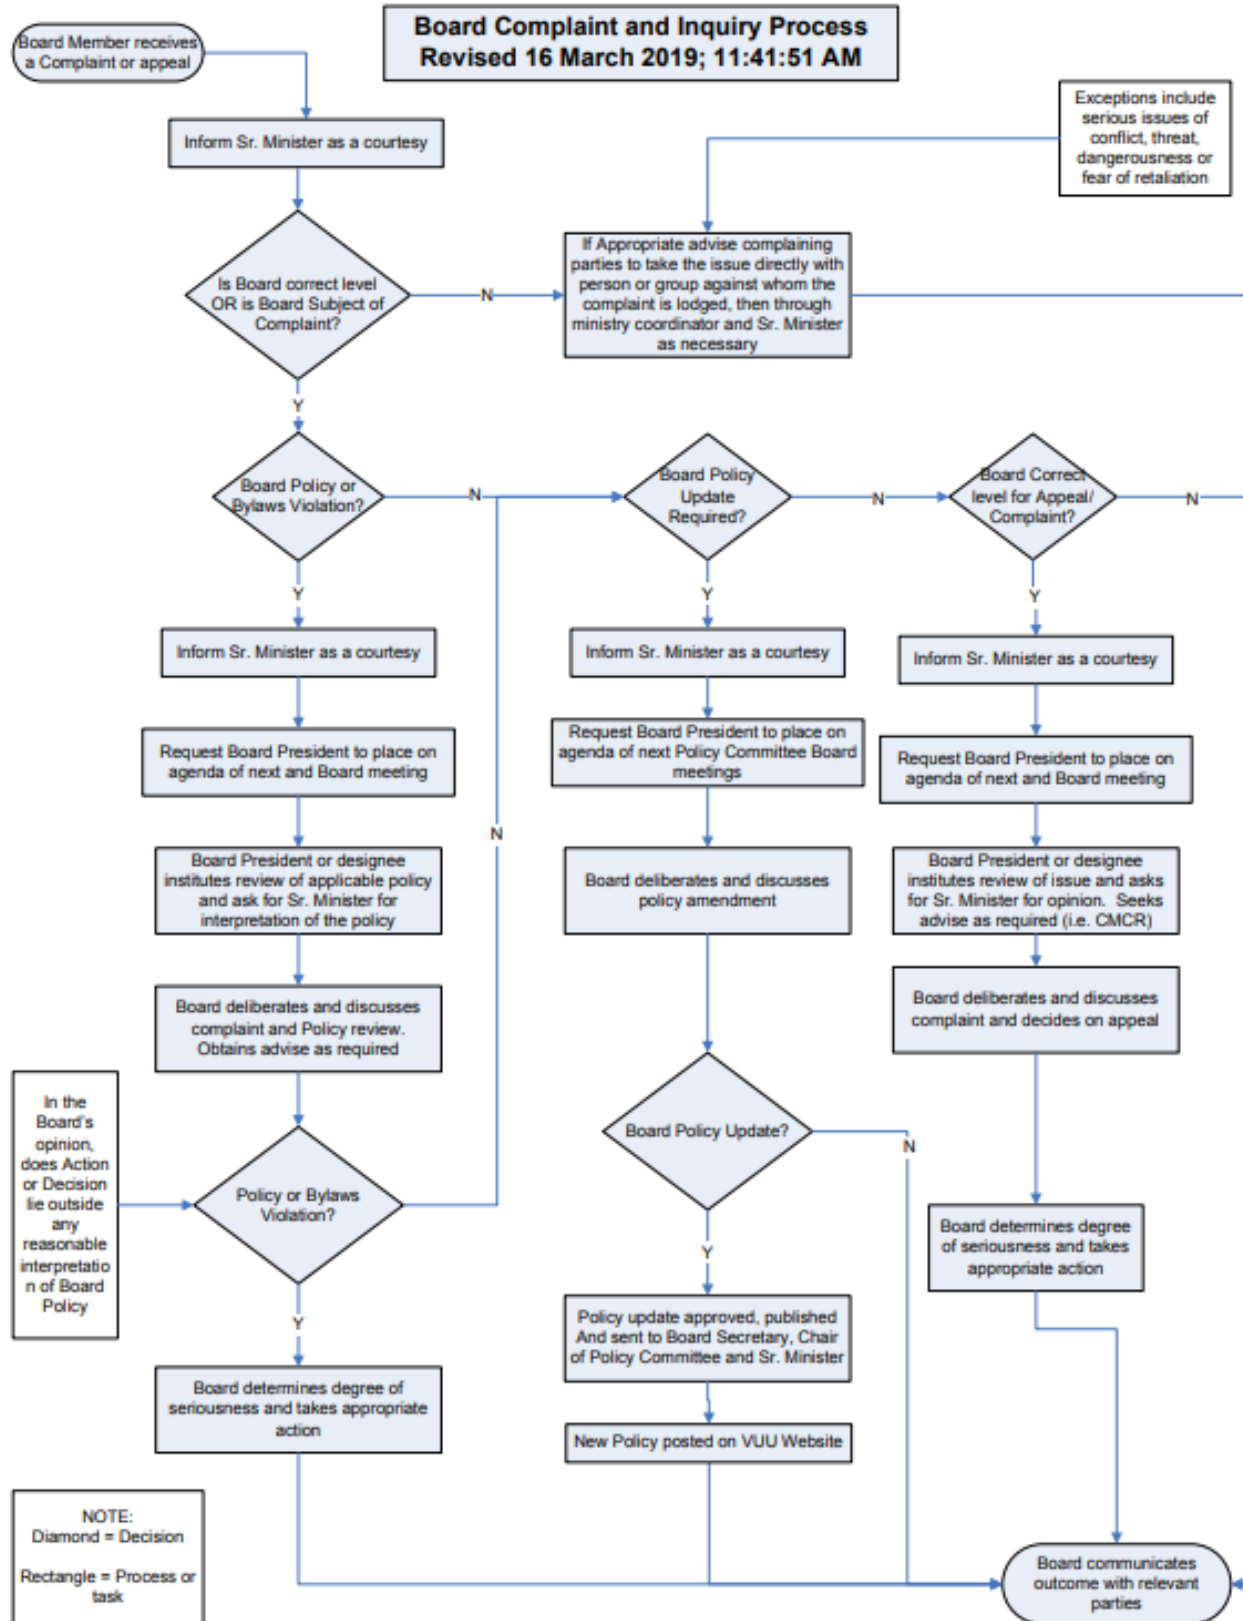 Board Complaint and Inquiry Process
Revised 16 March 2019; 11:41:51 AM
Board Member receives
a Complaint or appeal
Inform Sr. Minister as a courtesy
Exceptions include
serious issues of
conflict, threat,
dangerousness or
fear of retaliation
Is Board correct level
OR is Board Subject of
Complaint?
N
If Appropriate advise complaining
parties to take the issue directly with
person or group against whom the
complaint is lodged, then through
ministry coordinator and Sr. Minister
as necessary
Y
Board Policy or
Bylaws Violation?
N
Board Policy
Update
Required?
N
Board Correct
level for Appeal/
Complaint?
N
Y
Inform Sr. Minister as a courtesy
Request Board President to place on
agenda of next and Board meeting
Board President or designee
institutes review of applicable policy
and ask for Sr. Minister for
interpretation of the policy
Board deliberates and discusses
complaint and Policy review.
Obtains advise as required
In the
Board's
opinion,
does Action
or Decision
lie outside
any
reasonable
interpretatio
n of Board
Policy
Policy or Bylaws
Violation?
N
Y
Board determines degree of
seriousness and takes appropriate
action
Y
Inform Sr. Minister as a courtesy
Request Board President to place on
agenda of next Policy Committee Board
meetings
Board deliberates and discusses
policy amendment
Board Policy Update?
N
Y
Policy update approved, published
And sent to Board Secretary, Chair
of Policy Committee and Sr. Minister
New Policy posted on VUU Website
Y
Inform Sr. Minister as a courtesy
Request Board President to place on
agenda of next and Board meeting
Board President or designee
institutes review of issue and asks
for Sr. Minister for opinion. Seeks
advise as required (i.e. CMCR)
Board deliberates and discusses
complaint and decides on appeal
Board determines degree
of seriousness and takes
appropriate action
Board communicates
outcome with relevant
parties
NOTE:
Diamond = Decision
Rectangle = Process or
task